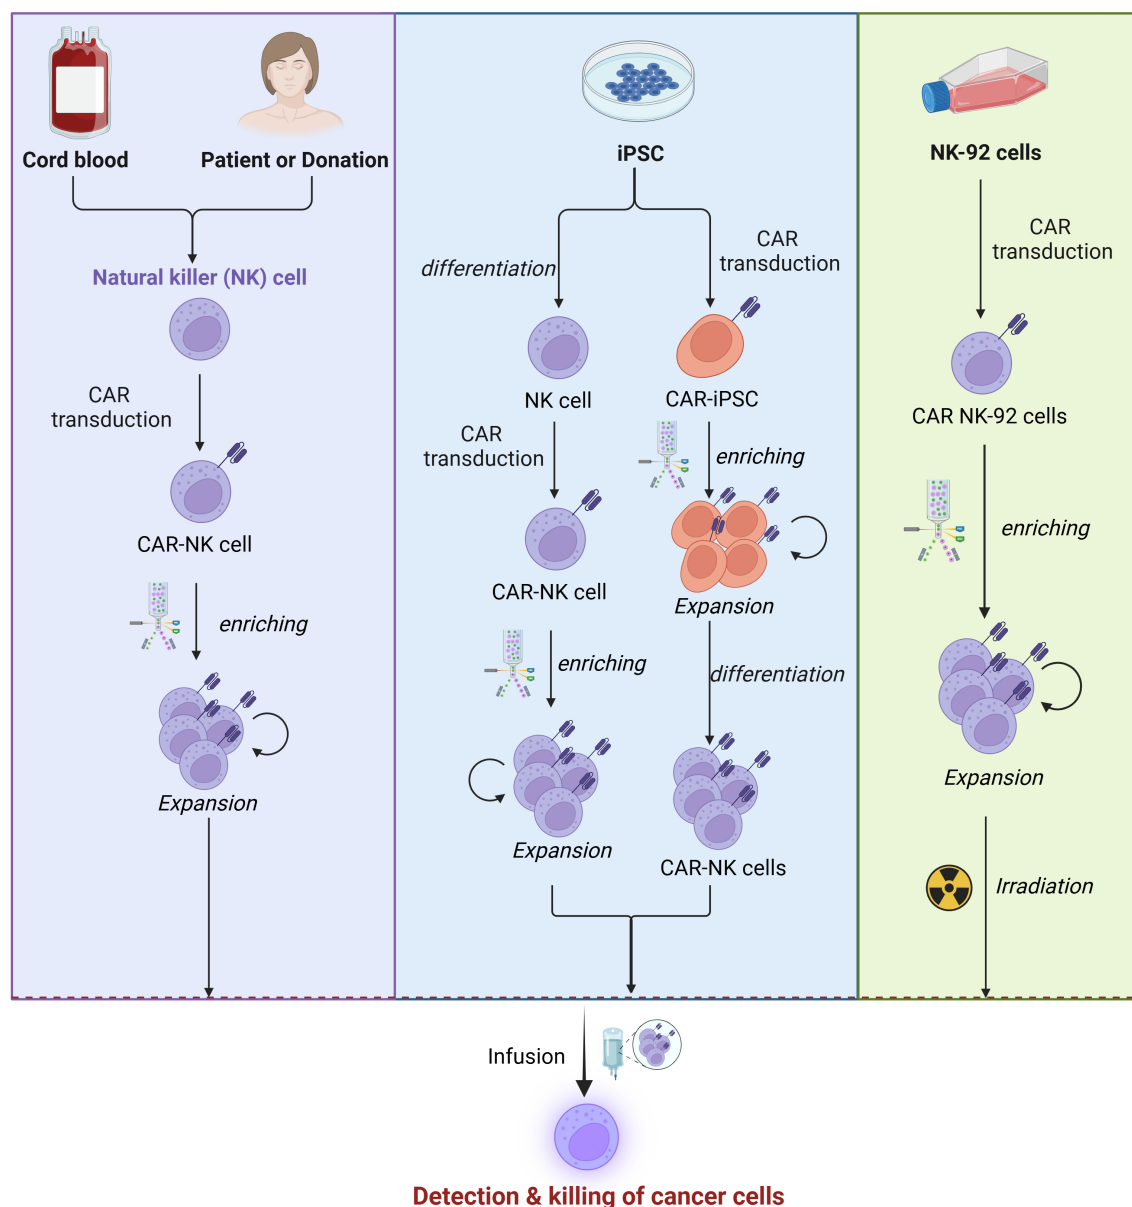 Cord blood
Patient or Donation
Natural killer (NK) cell
CAR
transduction
CAR-NK cell
enriching
Expansion
iPSC
differentiation
CAR
transduction
NK cell
CAR-iPSC
CAR
transduction
enriching
CAR-NK cell
Expansion
enriching
differentiation
Expansion
CAR-NK cells
NK-92 cells
CAR
transduction
CAR NK-92 cells
enriching
Expansion
Irradiation
Infusion
Detection & killing of cancer cells